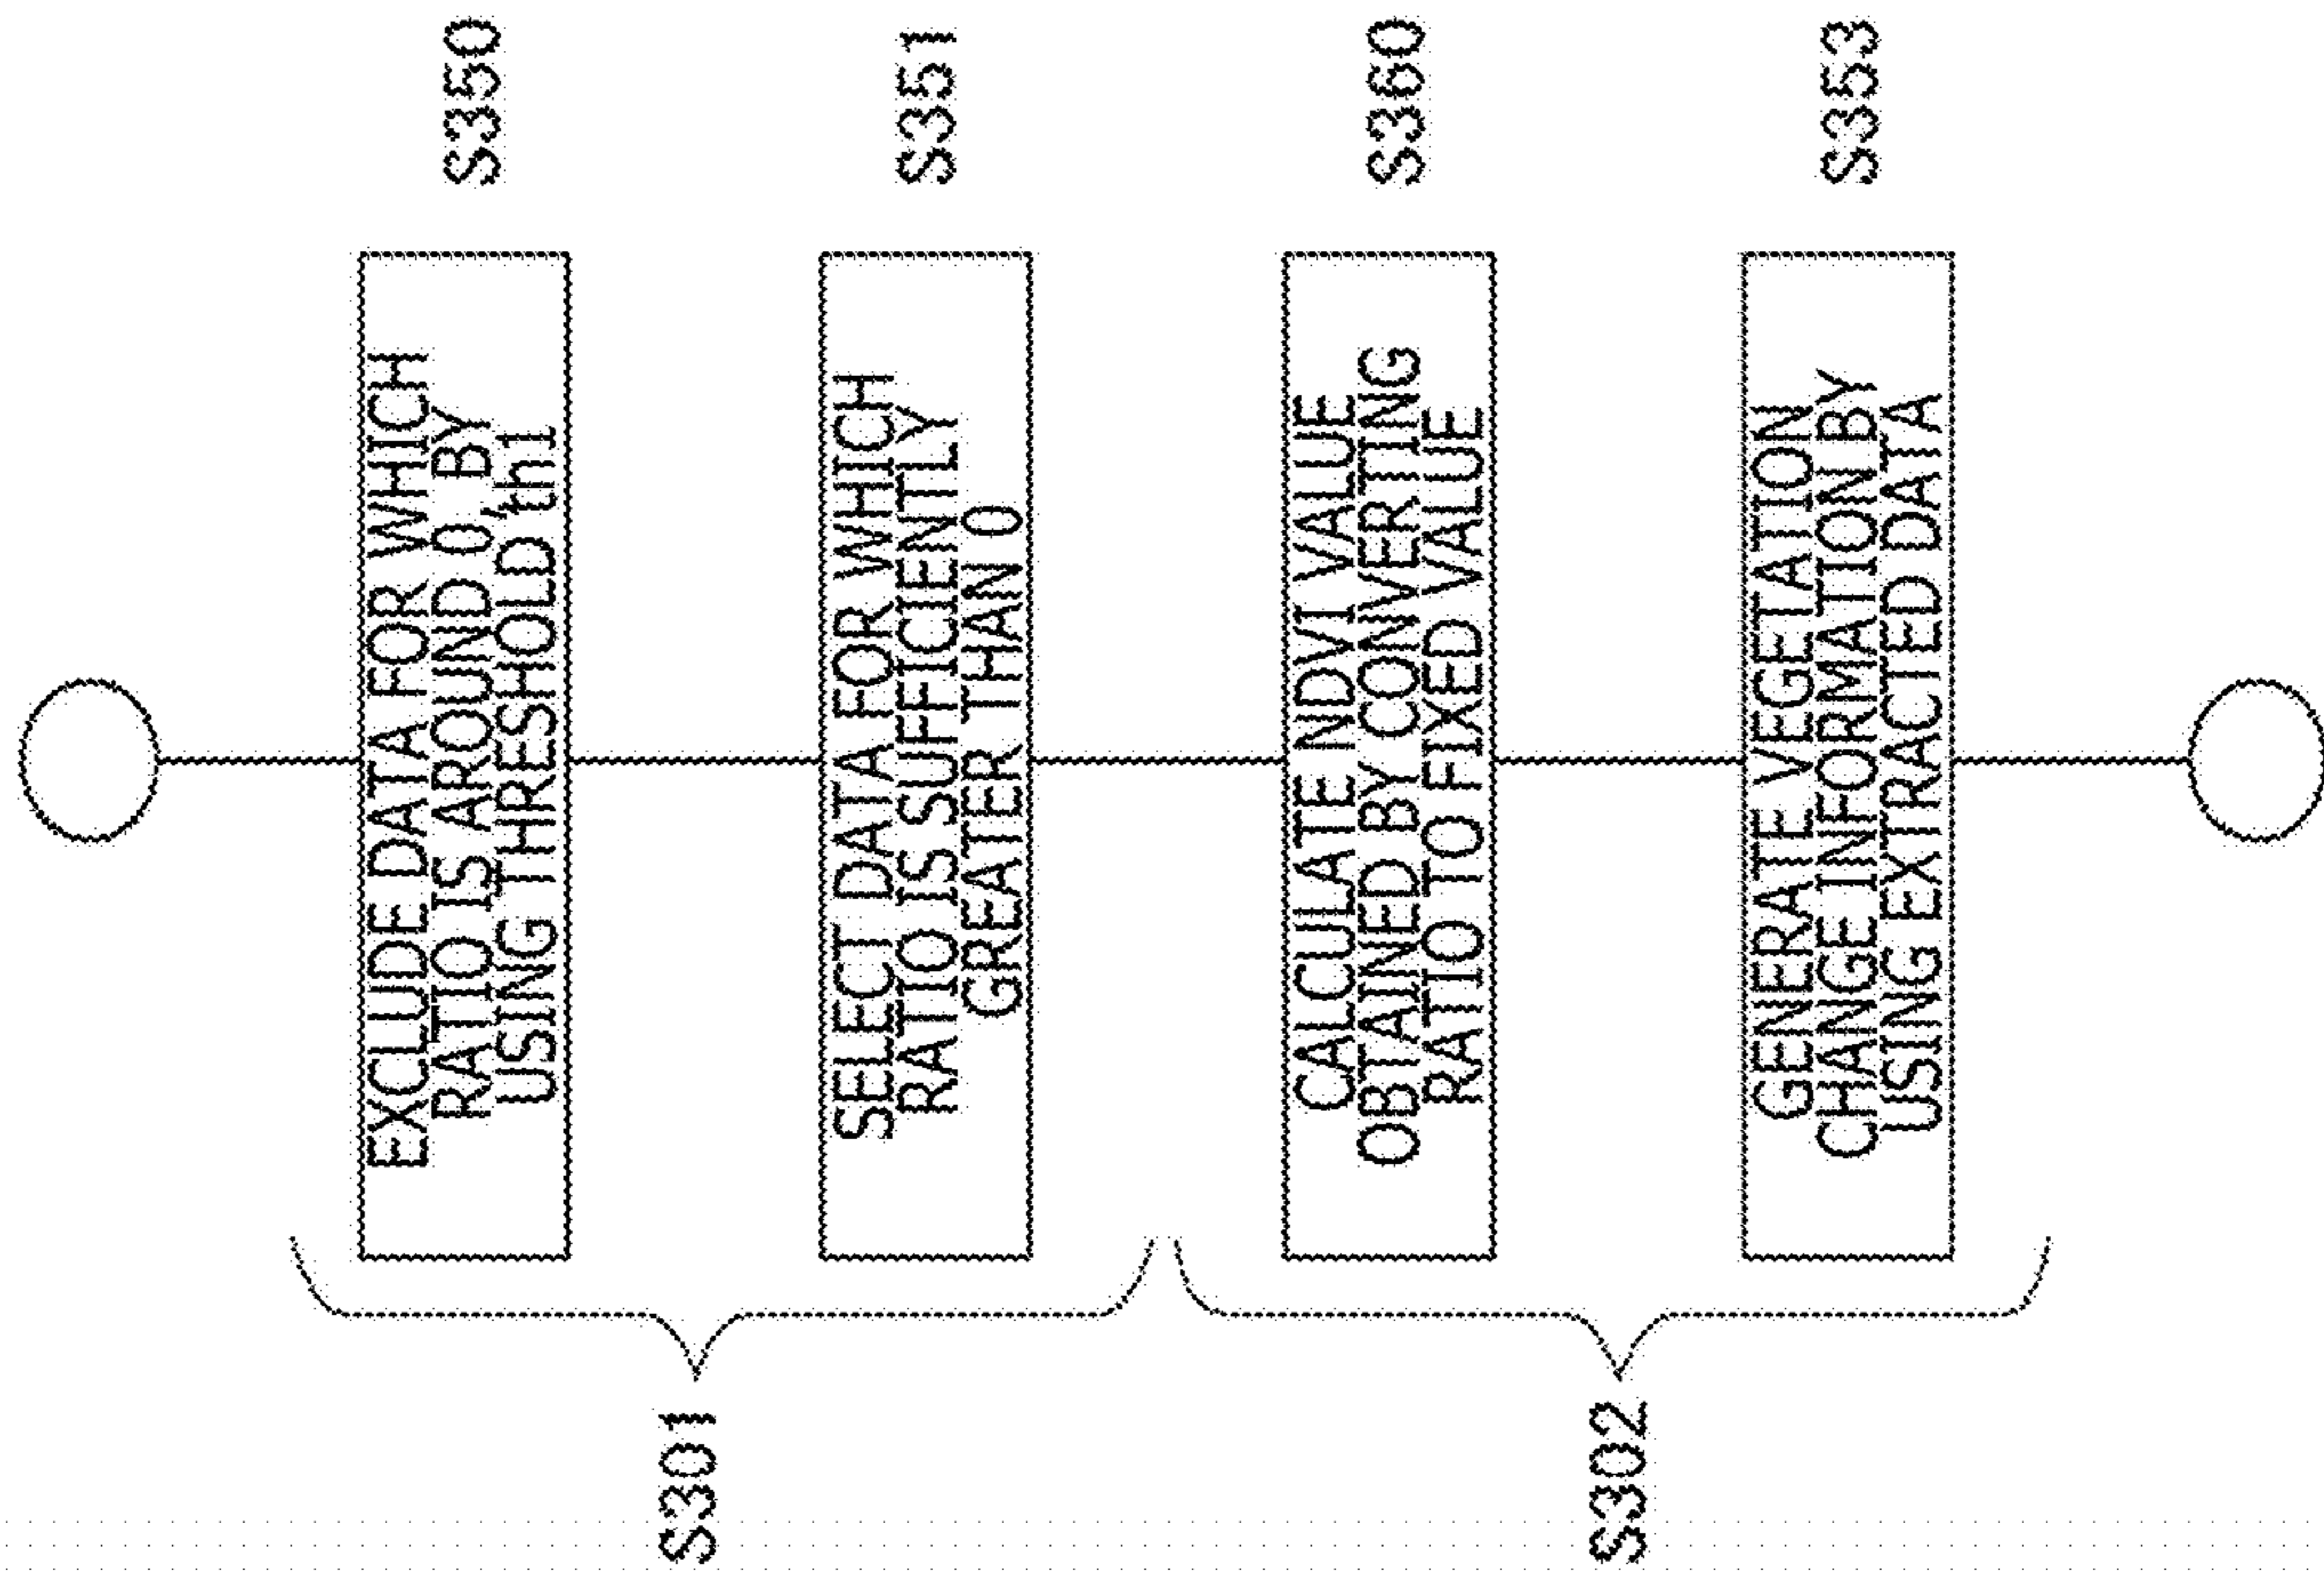 EXCLUDE DATA FOR WHICH
RATIO IS AROUND 0, BY
USING THRESHOLD th1
S350
SELECT DATA FOR WHICH
RATIO IS SUFFICIENTLY
GREATER THAN 0
S351
S301
CALCULATE NDVI VALUE
OBTAINED BY CONVERTING
RATIO TO FIXED VALUE
S360
GENERATE VEGETATION
CHANGE INFORMATION BY
USING EXTRACTED DATA
S353
S302